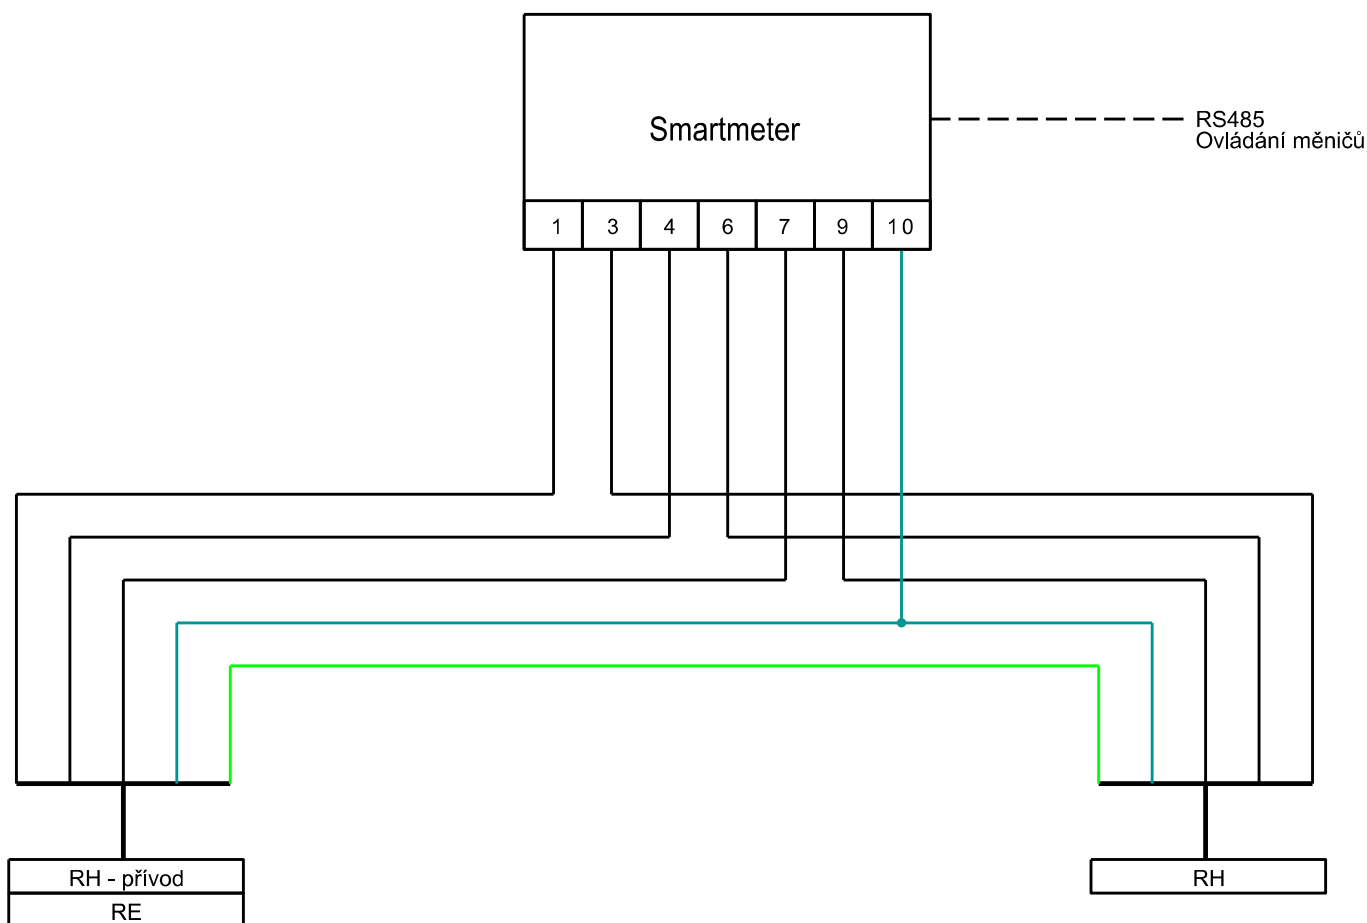 Smartmeter
RS485
Ovládání měničů
1 3 4 6 7 9 10
RH - přívod
RE
RH